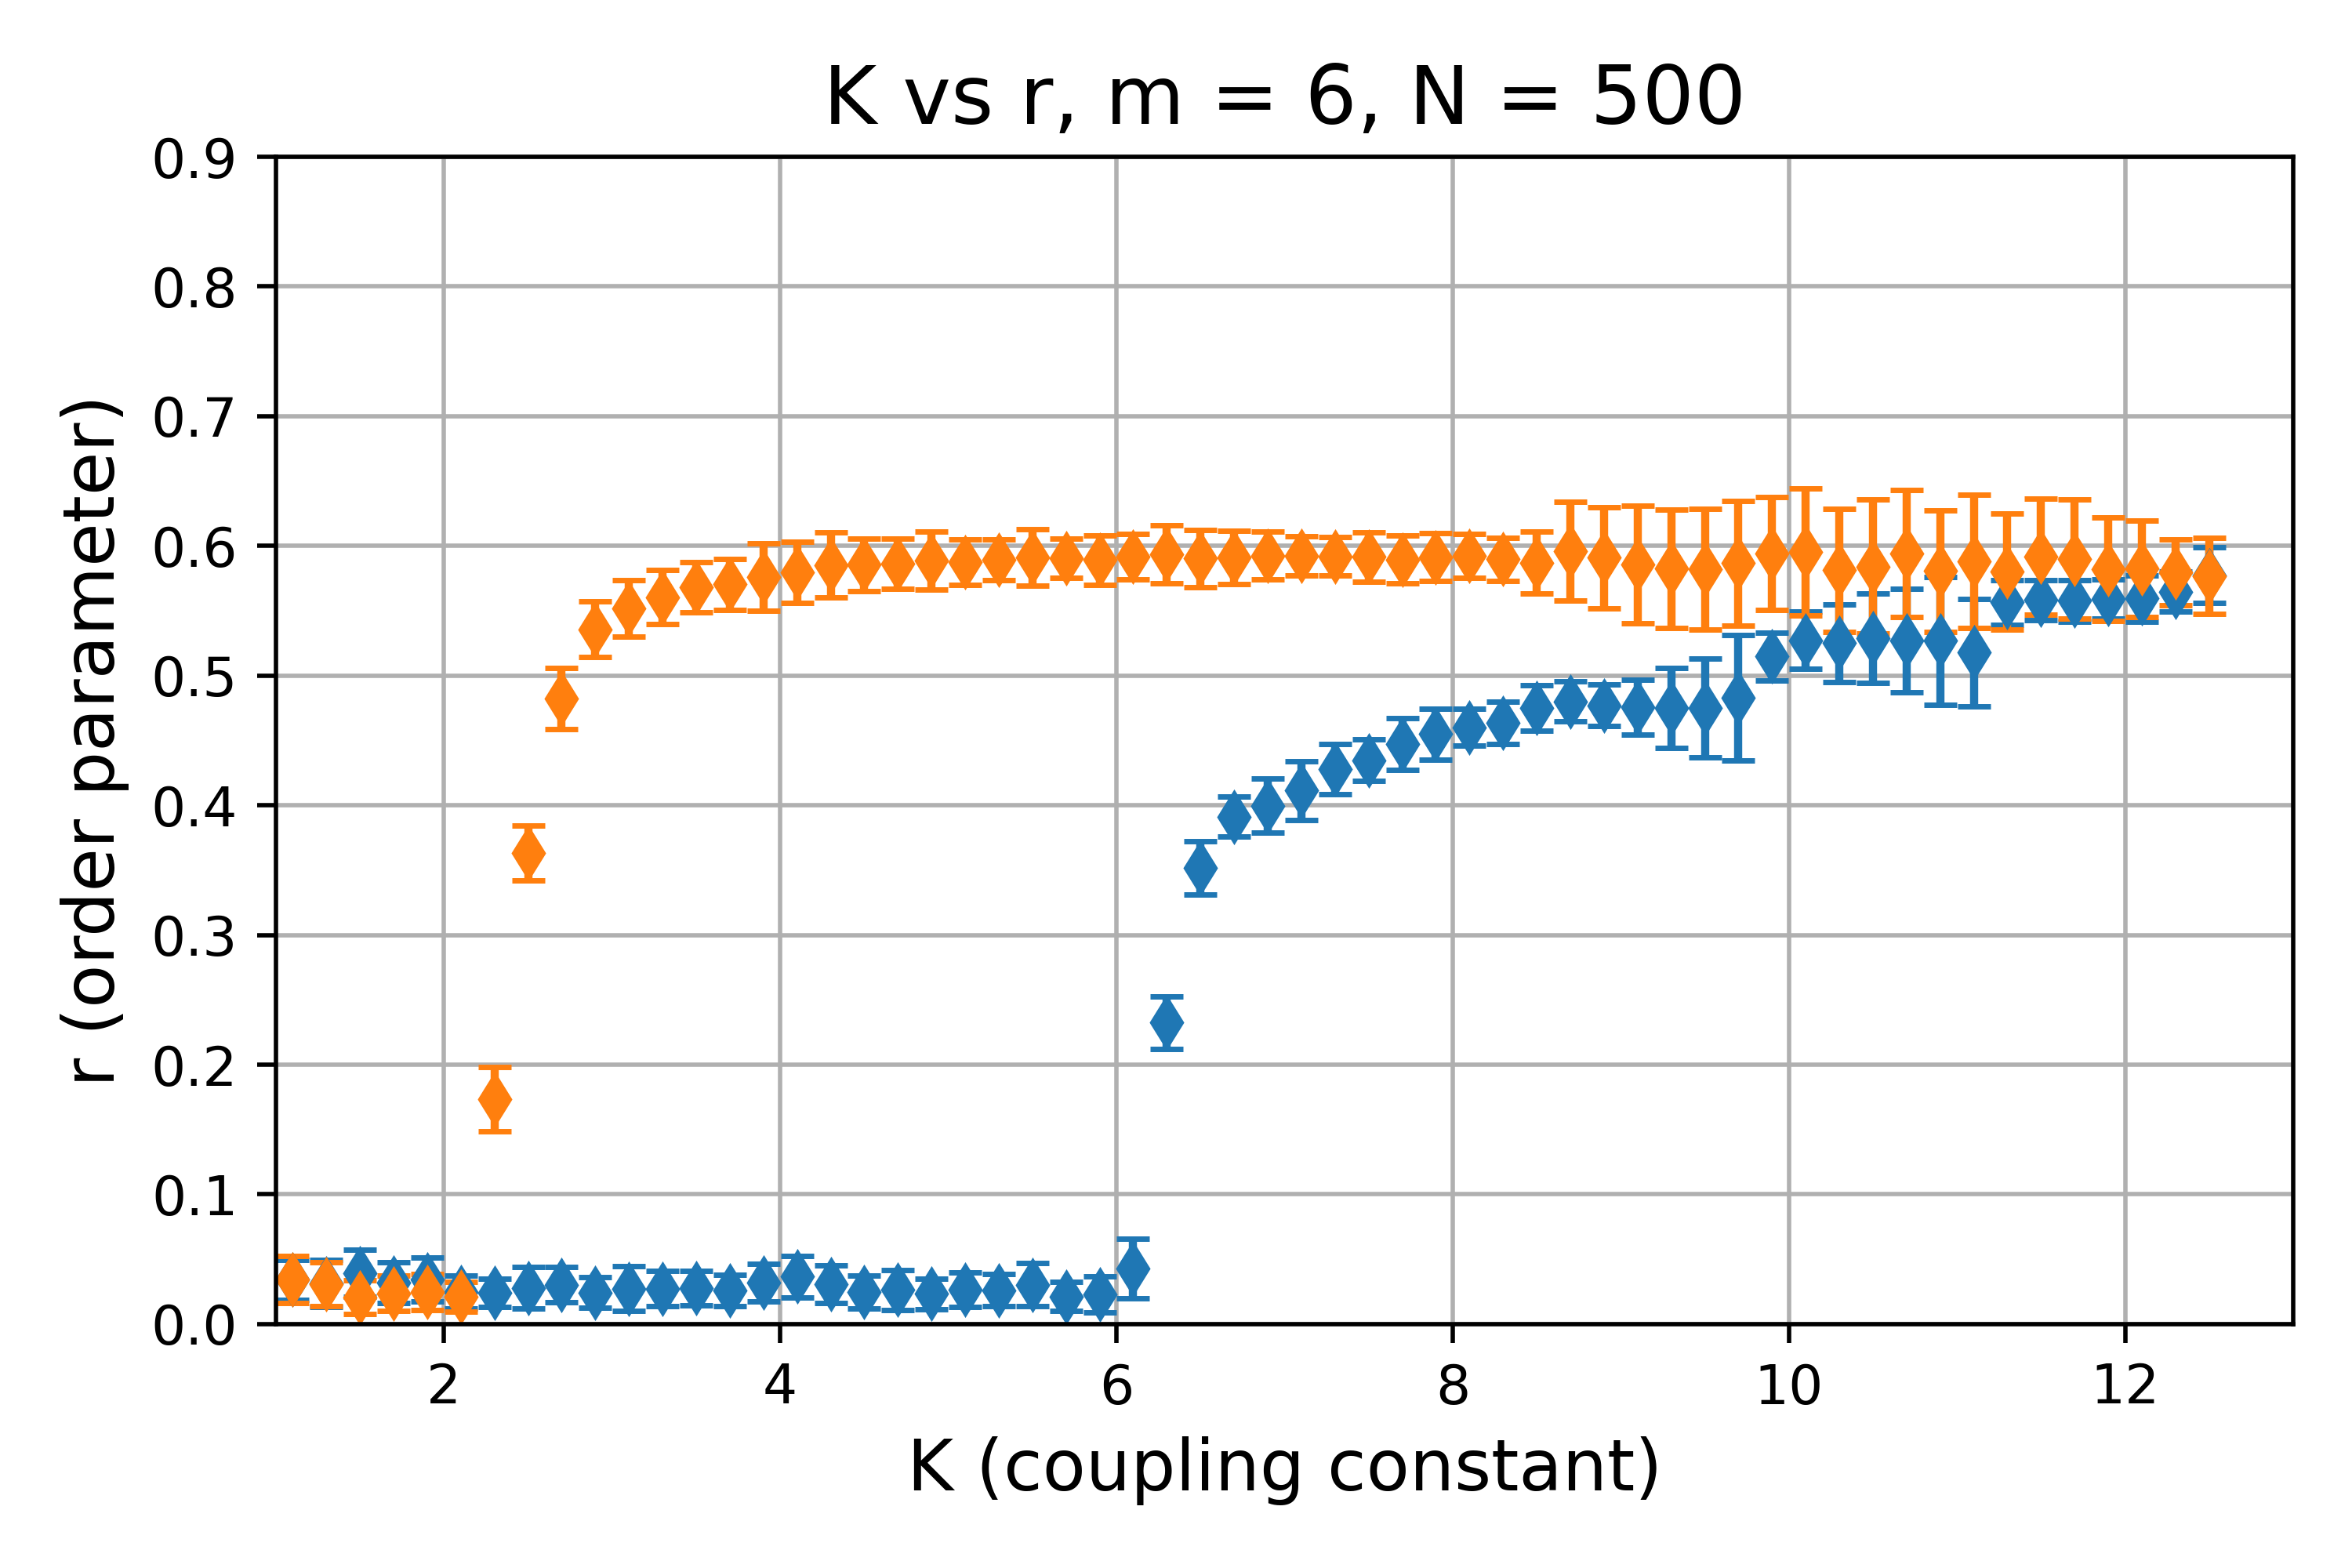 K vs r, m = 6, N = 500
0.9
0.8
0.7
0.6
0.5
0.4
0.3
0.2
0.1
0.0
r (order parameter)
2 4 6 8 10 12
K (coupling constant)